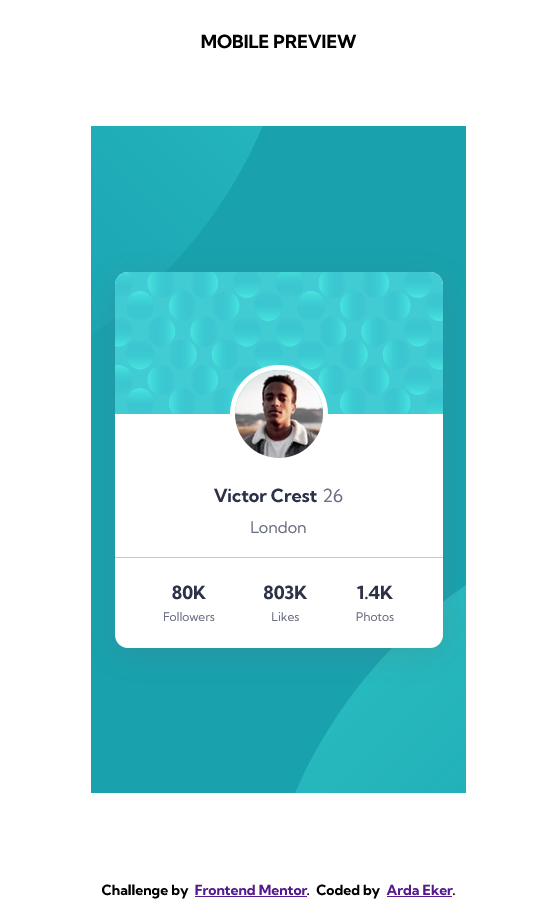 MOBILE PREVIEW
Victor Crest 26
London
80K 803K 1.4K
Followers Likes Photos
Challenge by Frontend Mentor. Coded by Arda Eker.